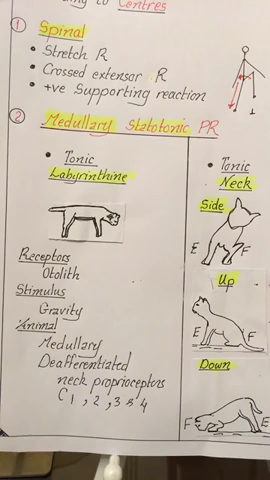 to Centres
① Spinal
• Stretch R
• Crossed extensor R
• +ve Supporting reaction
② Medullary Statotonic PR
• Tonic
Labyrinthine
Receptors
Otolith
Stimulus
Gravity
Animal
Medullary
Deafferentiated
neck proprioceptors
C 1, 2, 3 & 4
• Tonic
Neck
Side
E F
Up
E F
Down
F E